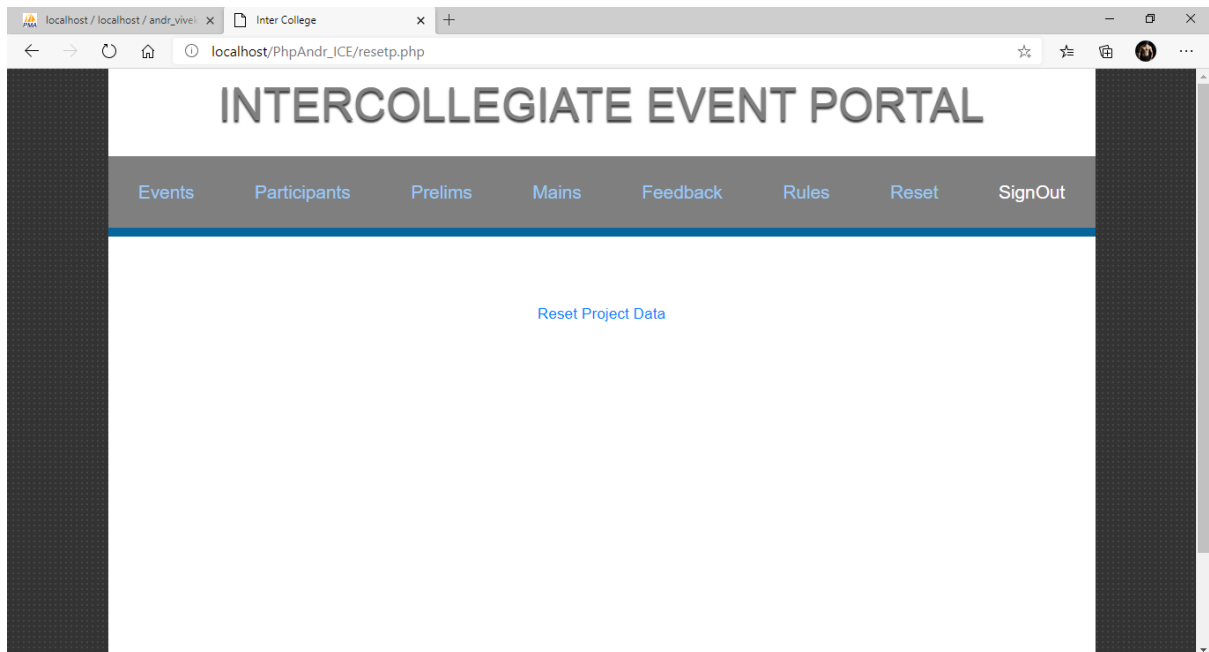 localhost / localhost / andr_vivek
Inter College
localhost/PhpAndr_ICE/resetp.php
INTERCOLLEGIATE EVENT PORTAL
Events Participants Prelims Mains Feedback Rules Reset SignOut
Reset Project Data